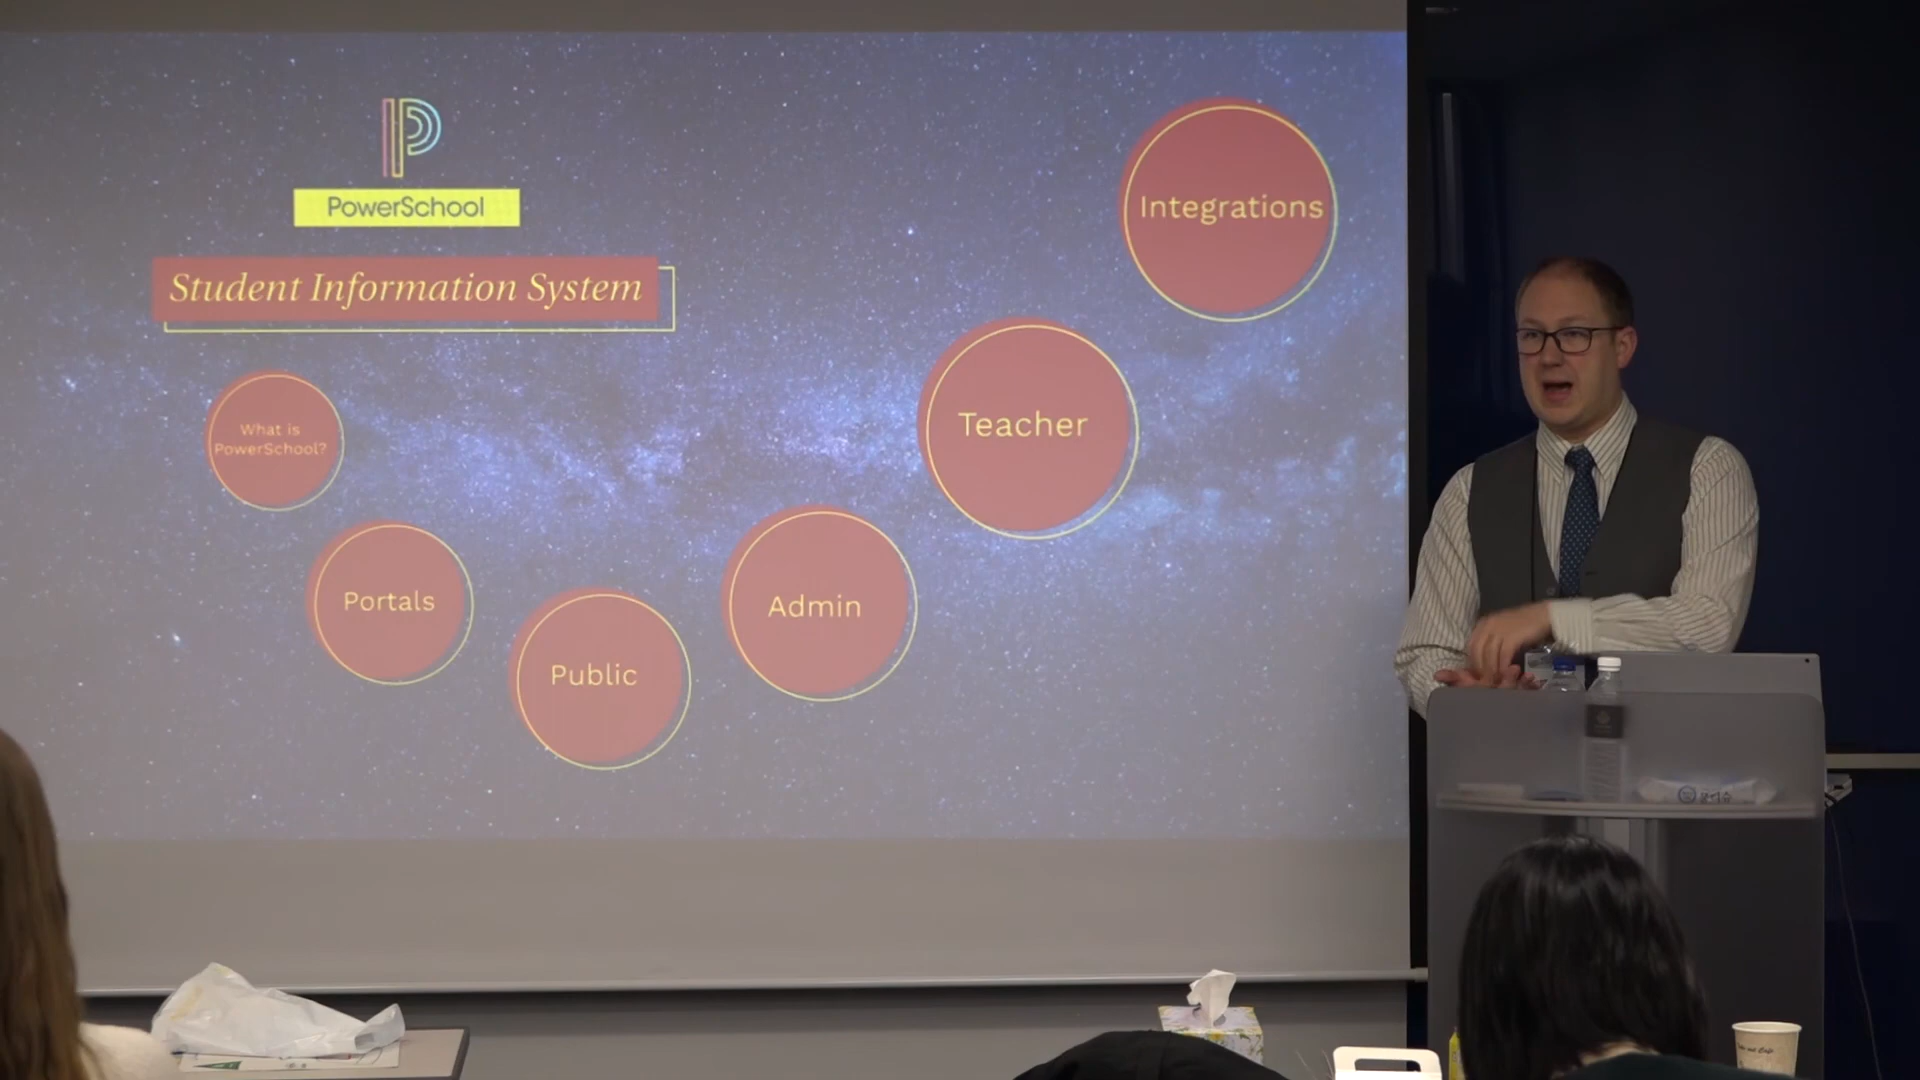 PowerSchool
Student Information System
What is
PowerSchool?
Portals
Public
Admin
Teacher
Integrations